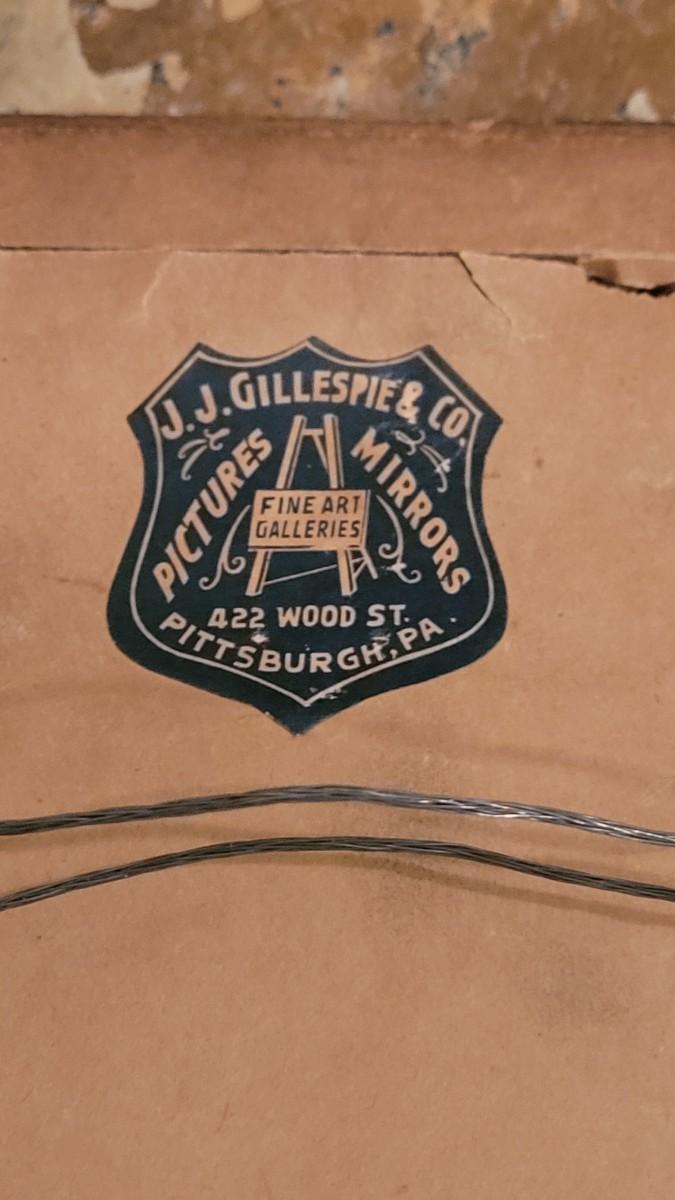 J. J. GILLESPIE & CO.
PICTURES
MIRRORS
FINE ART
GALLERIES
422 WOOD ST.
PITTSBURGH, PA.